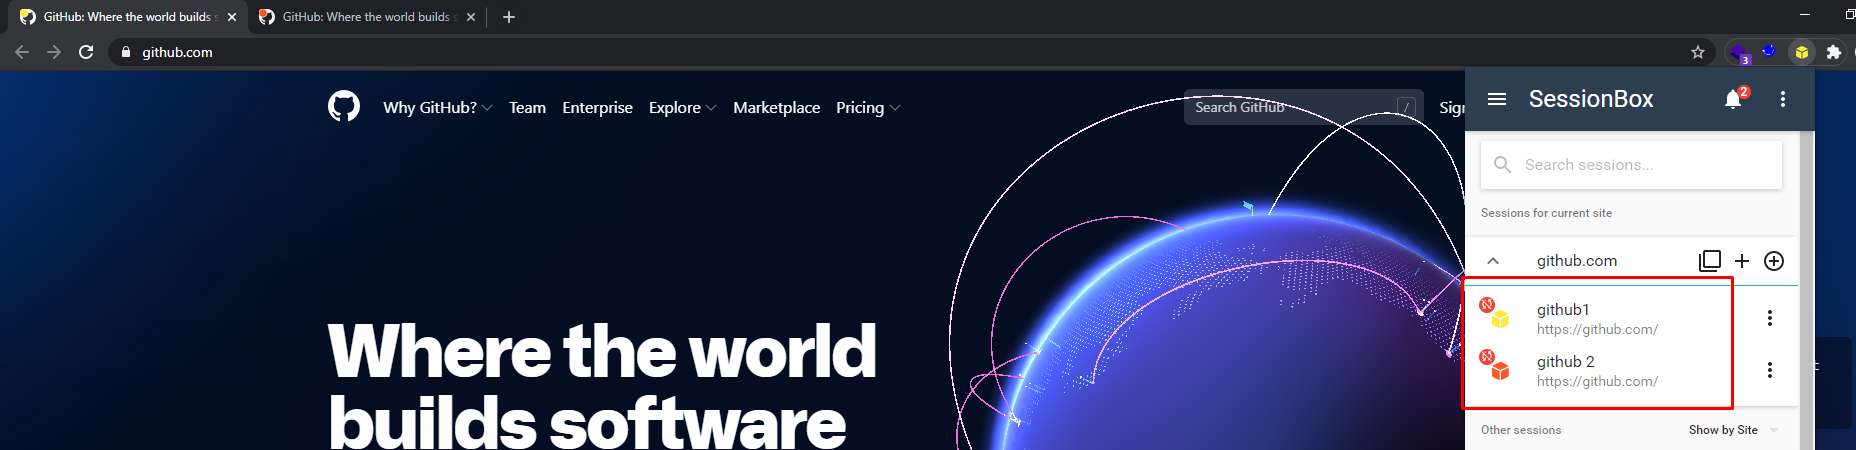 GitHub: Where the world builds s
GitHub: Where the world builds s
github.com
3
Why GitHub?
Team
Enterprise
Explore
Marketplace
Pricing
Search GitHub
/
Sign
SessionBox
2
Search sessions...
Sessions for current site
github.com
github1
https://github.com/
github 2
https://github.com/
Other sessions
Show by Site
Where the world
builds software